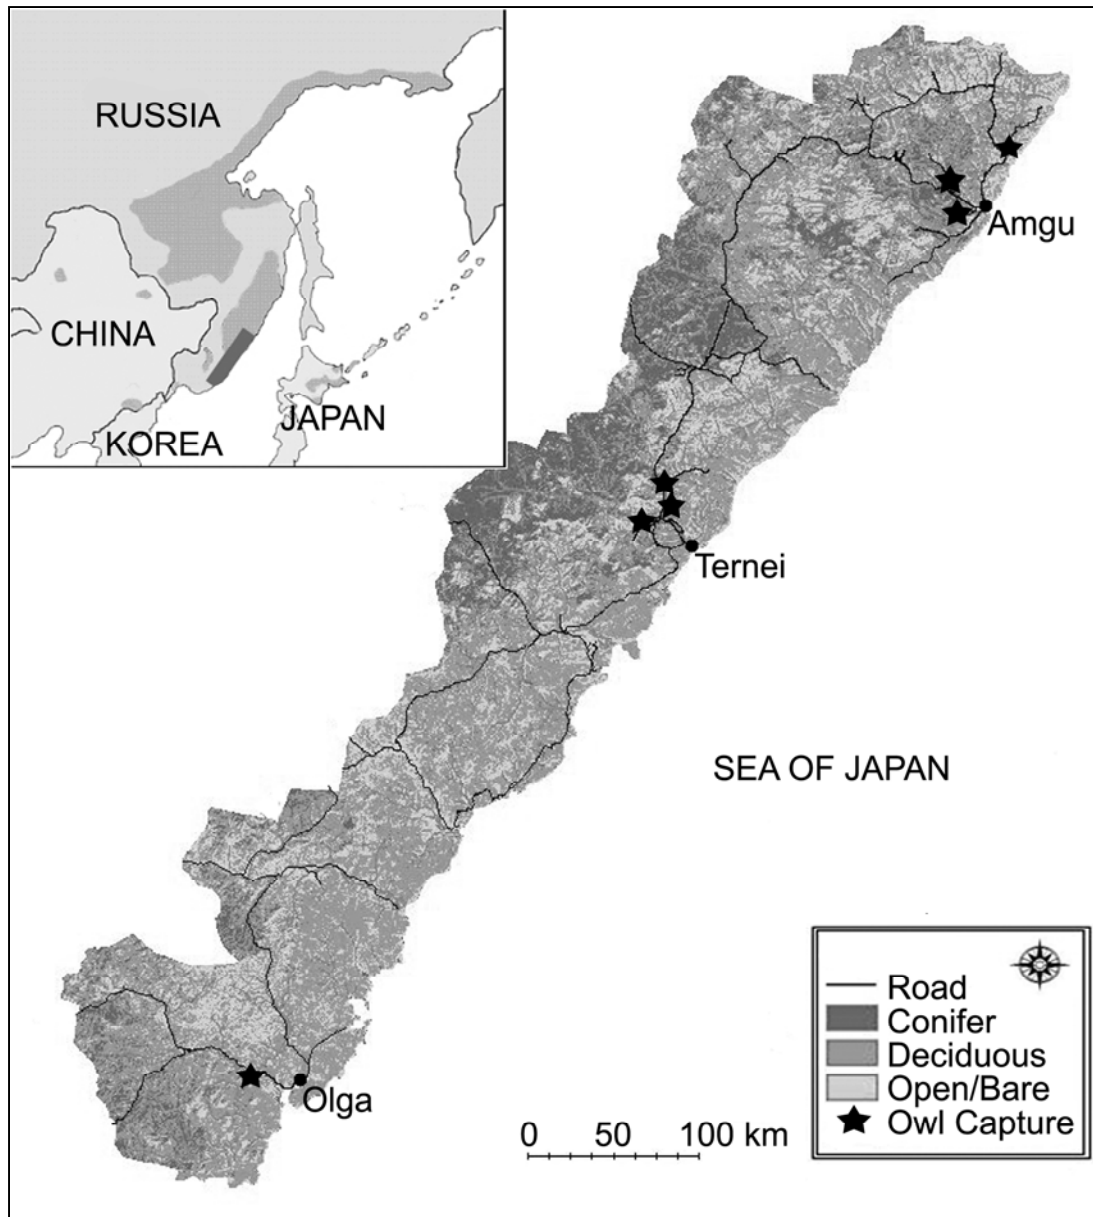 RUSSIA
CHINA
KOREA
JAPAN
Amgu
Ternei
SEA OF JAPAN
Olga
0 50 100 km
Road
Conifer
Deciduous
Open/Bare
Owl Capture